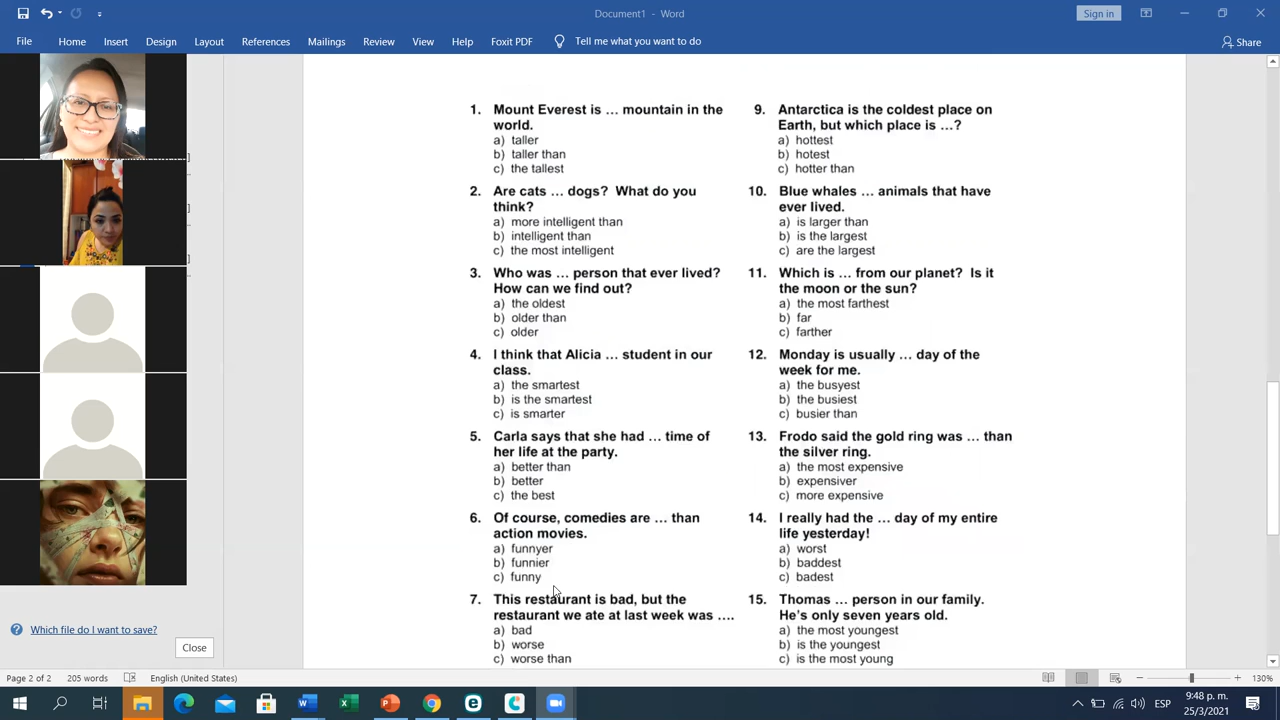 Document1 - Word
Sign in
File Home Insert Design Layout References Mailings Review View Help Foxit PDF Tell me what you want to do Share
1. Mount Everest is … mountain in the
world.
a) taller
b) taller than
c) the tallest
2. Are cats … dogs? What do you
think?
a) more intelligent than
b) intelligent than
c) the most intelligent
3. Who was … person that ever lived?
How can we find out?
a) the oldest
b) older than
c) older
4. I think that Alicia … student in our
class.
a) the smartest
b) is the smartest
c) is smarter
5. Carla says that she had … time of
her life at the party.
a) better than
b) better
c) the best
6. Of course, comedies are … than
action movies.
a) funnyer
b) funnier
c) funny
7. This restaurant is bad, but the
restaurant we ate at last week was ….
a) bad
b) worse
c) worse than
9. Antarctica is the coldest place on
Earth, but which place is …?
a) hottest
b) hotest
c) hotter than
10. Blue whales … animals that have
ever lived.
a) is larger than
b) is the largest
c) are the largest
11. Which is … from our planet? Is it
the moon or the sun?
a) the most farthest
b) far
c) farther
12. Monday is usually … day of the
week for me.
a) the busyest
b) the busiest
c) busier than
13. Frodo said the gold ring was … than
the silver ring.
a) the most expensive
b) expensiver
c) more expensive
14. I really had the … day of my entire
life yesterday!
a) worst
b) baddest
c) badest
15. Thomas … person in our family.
He's only seven years old.
a) the most youngest
b) is the youngest
c) is the most young
Which file do I want to save?
Close
Page 2 of 2 205 words English (United States) 130%
ESP
9:48 p. m.
25/3/2021